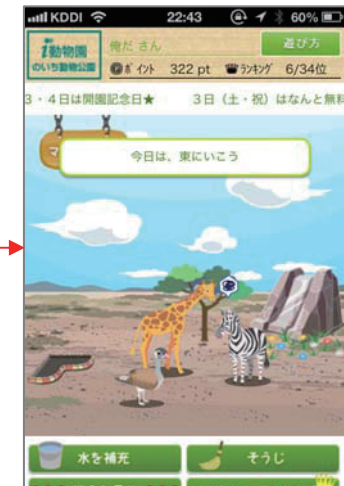 KDDI 22:43 60%
i動物園
のいち動物公園
俺だ さん
遊び方
Pポイント 322 pt ランキング 6/34位
3・4日は開園記念日★ 3日（土・祝）はなんと無料
マ
今日は、東にいこう
水を補充
そうじ